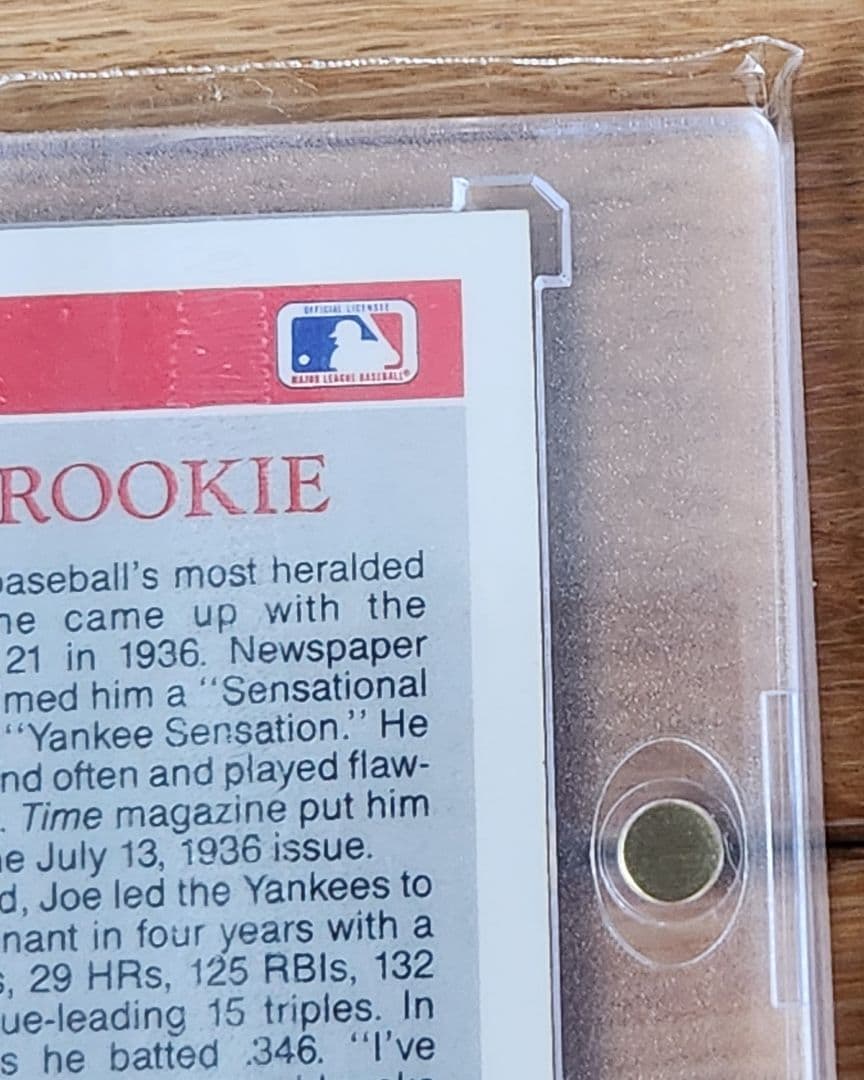 OFFICIAL LICENSEE
MAJOR LEAGUE BASEBALL®
ROOKIE
baseball's most heralded
he came up with the
21 in 1936. Newspaper
med him a “Sensational
“Yankee Sensation.” He
nd often and played flaw-
. Time magazine put him
e July 13, 1936 issue.
d, Joe led the Yankees to
nant in four years with a
s, 29 HRs, 125 RBIs, 132
ue-leading 15 triples. In
s he batted .346. “I've